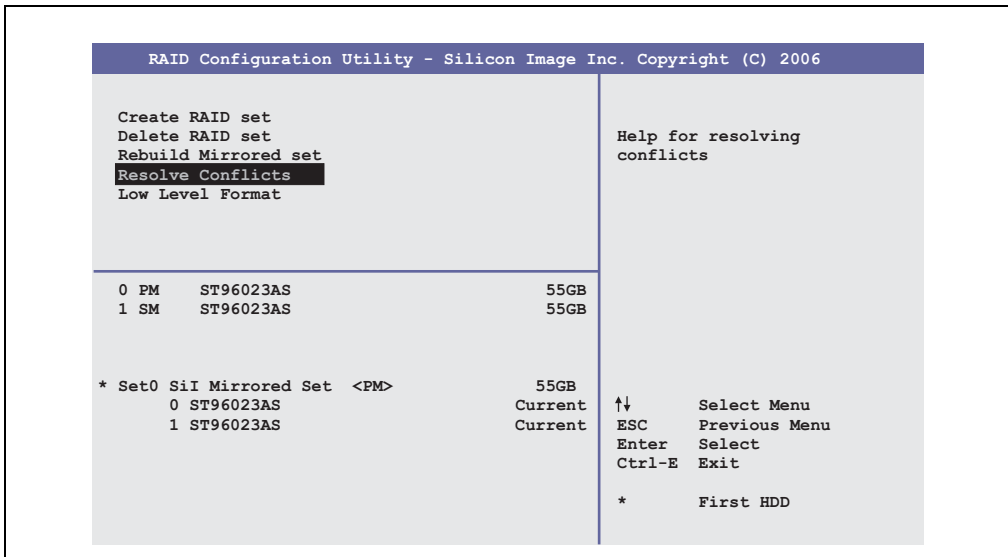 RAID Configuration Utility - Silicon Image Inc. Copyright (C) 2006
Create RAID set
Delete RAID set
Rebuild Mirrored set
Resolve Conflicts
Low Level Format
Help for resolving
conflicts
0 PM ST96023AS 55GB
1 SM ST96023AS 55GB
* Set0 SiI Mirrored Set <PM> 55GB
0 ST96023AS Current
1 ST96023AS Current
↑↓ Select Menu
ESC Previous Menu
Enter Select
Ctrl-E Exit
* First HDD